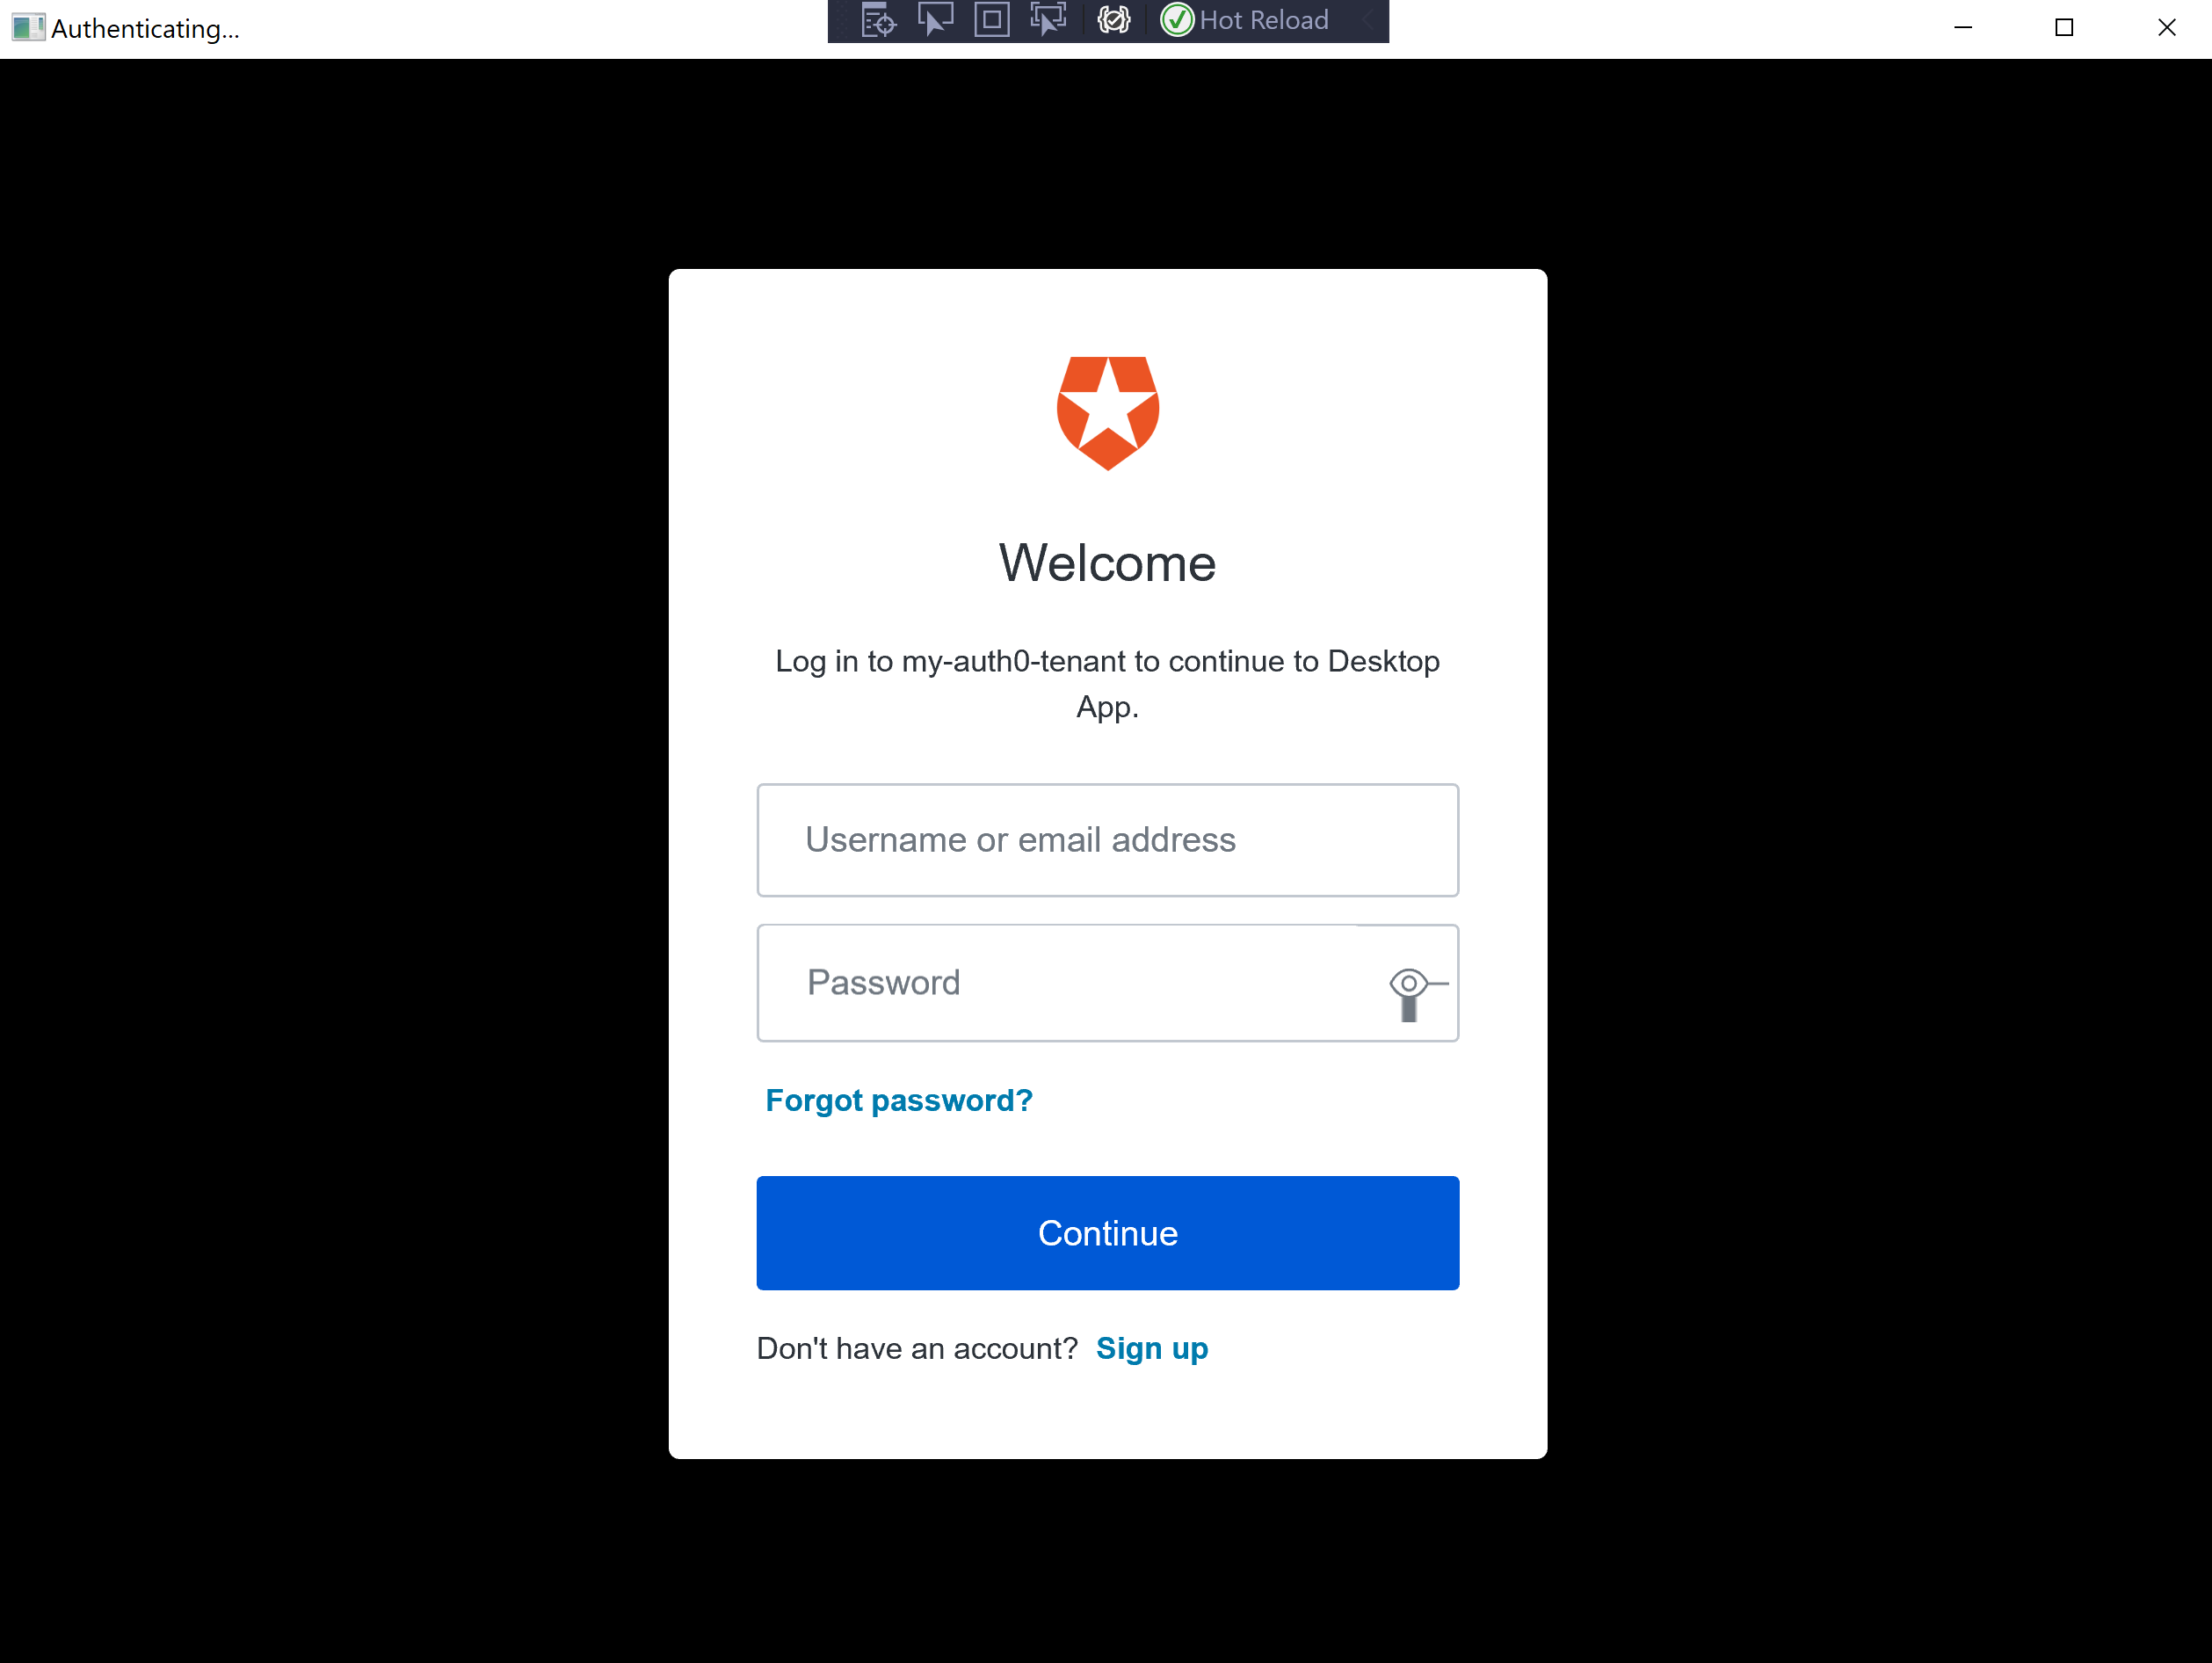 Authenticating...
Hot Reload
Welcome
Log in to my-auth0-tenant to continue to Desktop
App.
Username or email address
Password
Forgot password?
Continue
Don't have an account? Sign up